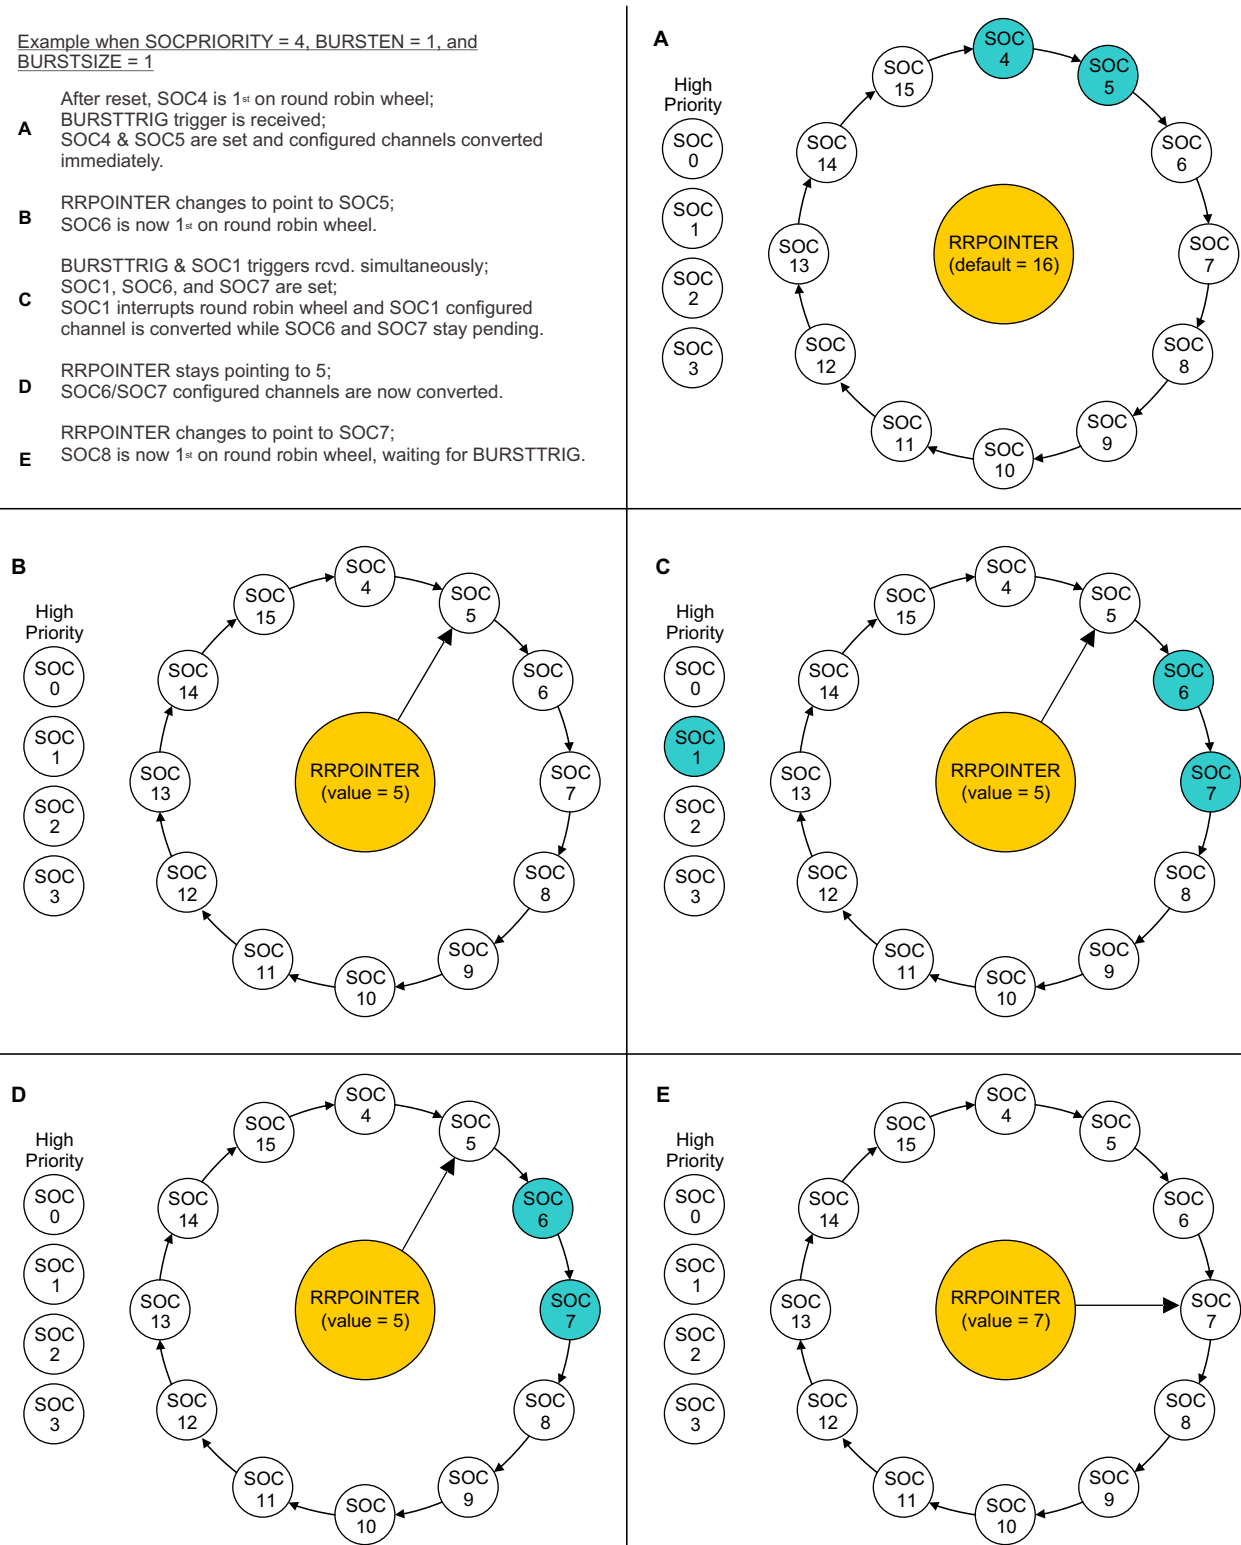 Example when SOCPRIORITY = 4, BURSTEN = 1, and
BURSTSIZE = 1
A
After reset, SOC4 is 1st on round robin wheel;
BURSTTRIG trigger is received;
SOC4 & SOC5 are set and configured channels converted
immediately.
B
RRPOINTER changes to point to SOC5;
SOC6 is now 1st on round robin wheel.
C
BURSTTRIG & SOC1 triggers rcvd. simultaneously;
SOC1, SOC6, and SOC7 are set;
SOC1 interrupts round robin wheel and SOC1 configured
channel is converted while SOC6 and SOC7 stay pending.
D
RRPOINTER stays pointing to 5;
SOC6/SOC7 configured channels are now converted.
E
RRPOINTER changes to point to SOC7;
SOC8 is now 1st on round robin wheel, waiting for BURSTTRIG.
A
High
Priority
SOC
0
SOC
1
SOC
2
SOC
3
SOC
4
SOC
5
SOC
6
SOC
7
SOC
8
SOC
9
SOC
10
SOC
11
SOC
12
SOC
13
SOC
14
SOC
15
RRPOINTER
(default = 16)
B
High
Priority
SOC
0
SOC
1
SOC
2
SOC
3
SOC
4
SOC
5
SOC
6
SOC
7
SOC
8
SOC
9
SOC
10
SOC
11
SOC
12
SOC
13
SOC
14
SOC
15
RRPOINTER
(value = 5)
C
High
Priority
SOC
0
SOC
1
SOC
2
SOC
3
SOC
4
SOC
5
SOC
6
SOC
7
SOC
8
SOC
9
SOC
10
SOC
11
SOC
12
SOC
13
SOC
14
SOC
15
RRPOINTER
(value = 5)
D
High
Priority
SOC
0
SOC
1
SOC
2
SOC
3
SOC
4
SOC
5
SOC
6
SOC
7
SOC
8
SOC
9
SOC
10
SOC
11
SOC
12
SOC
13
SOC
14
SOC
15
RRPOINTER
(value = 5)
E
High
Priority
SOC
0
SOC
1
SOC
2
SOC
3
SOC
4
SOC
5
SOC
6
SOC
7
SOC
8
SOC
9
SOC
10
SOC
11
SOC
12
SOC
13
SOC
14
SOC
15
RRPOINTER
(value = 7)